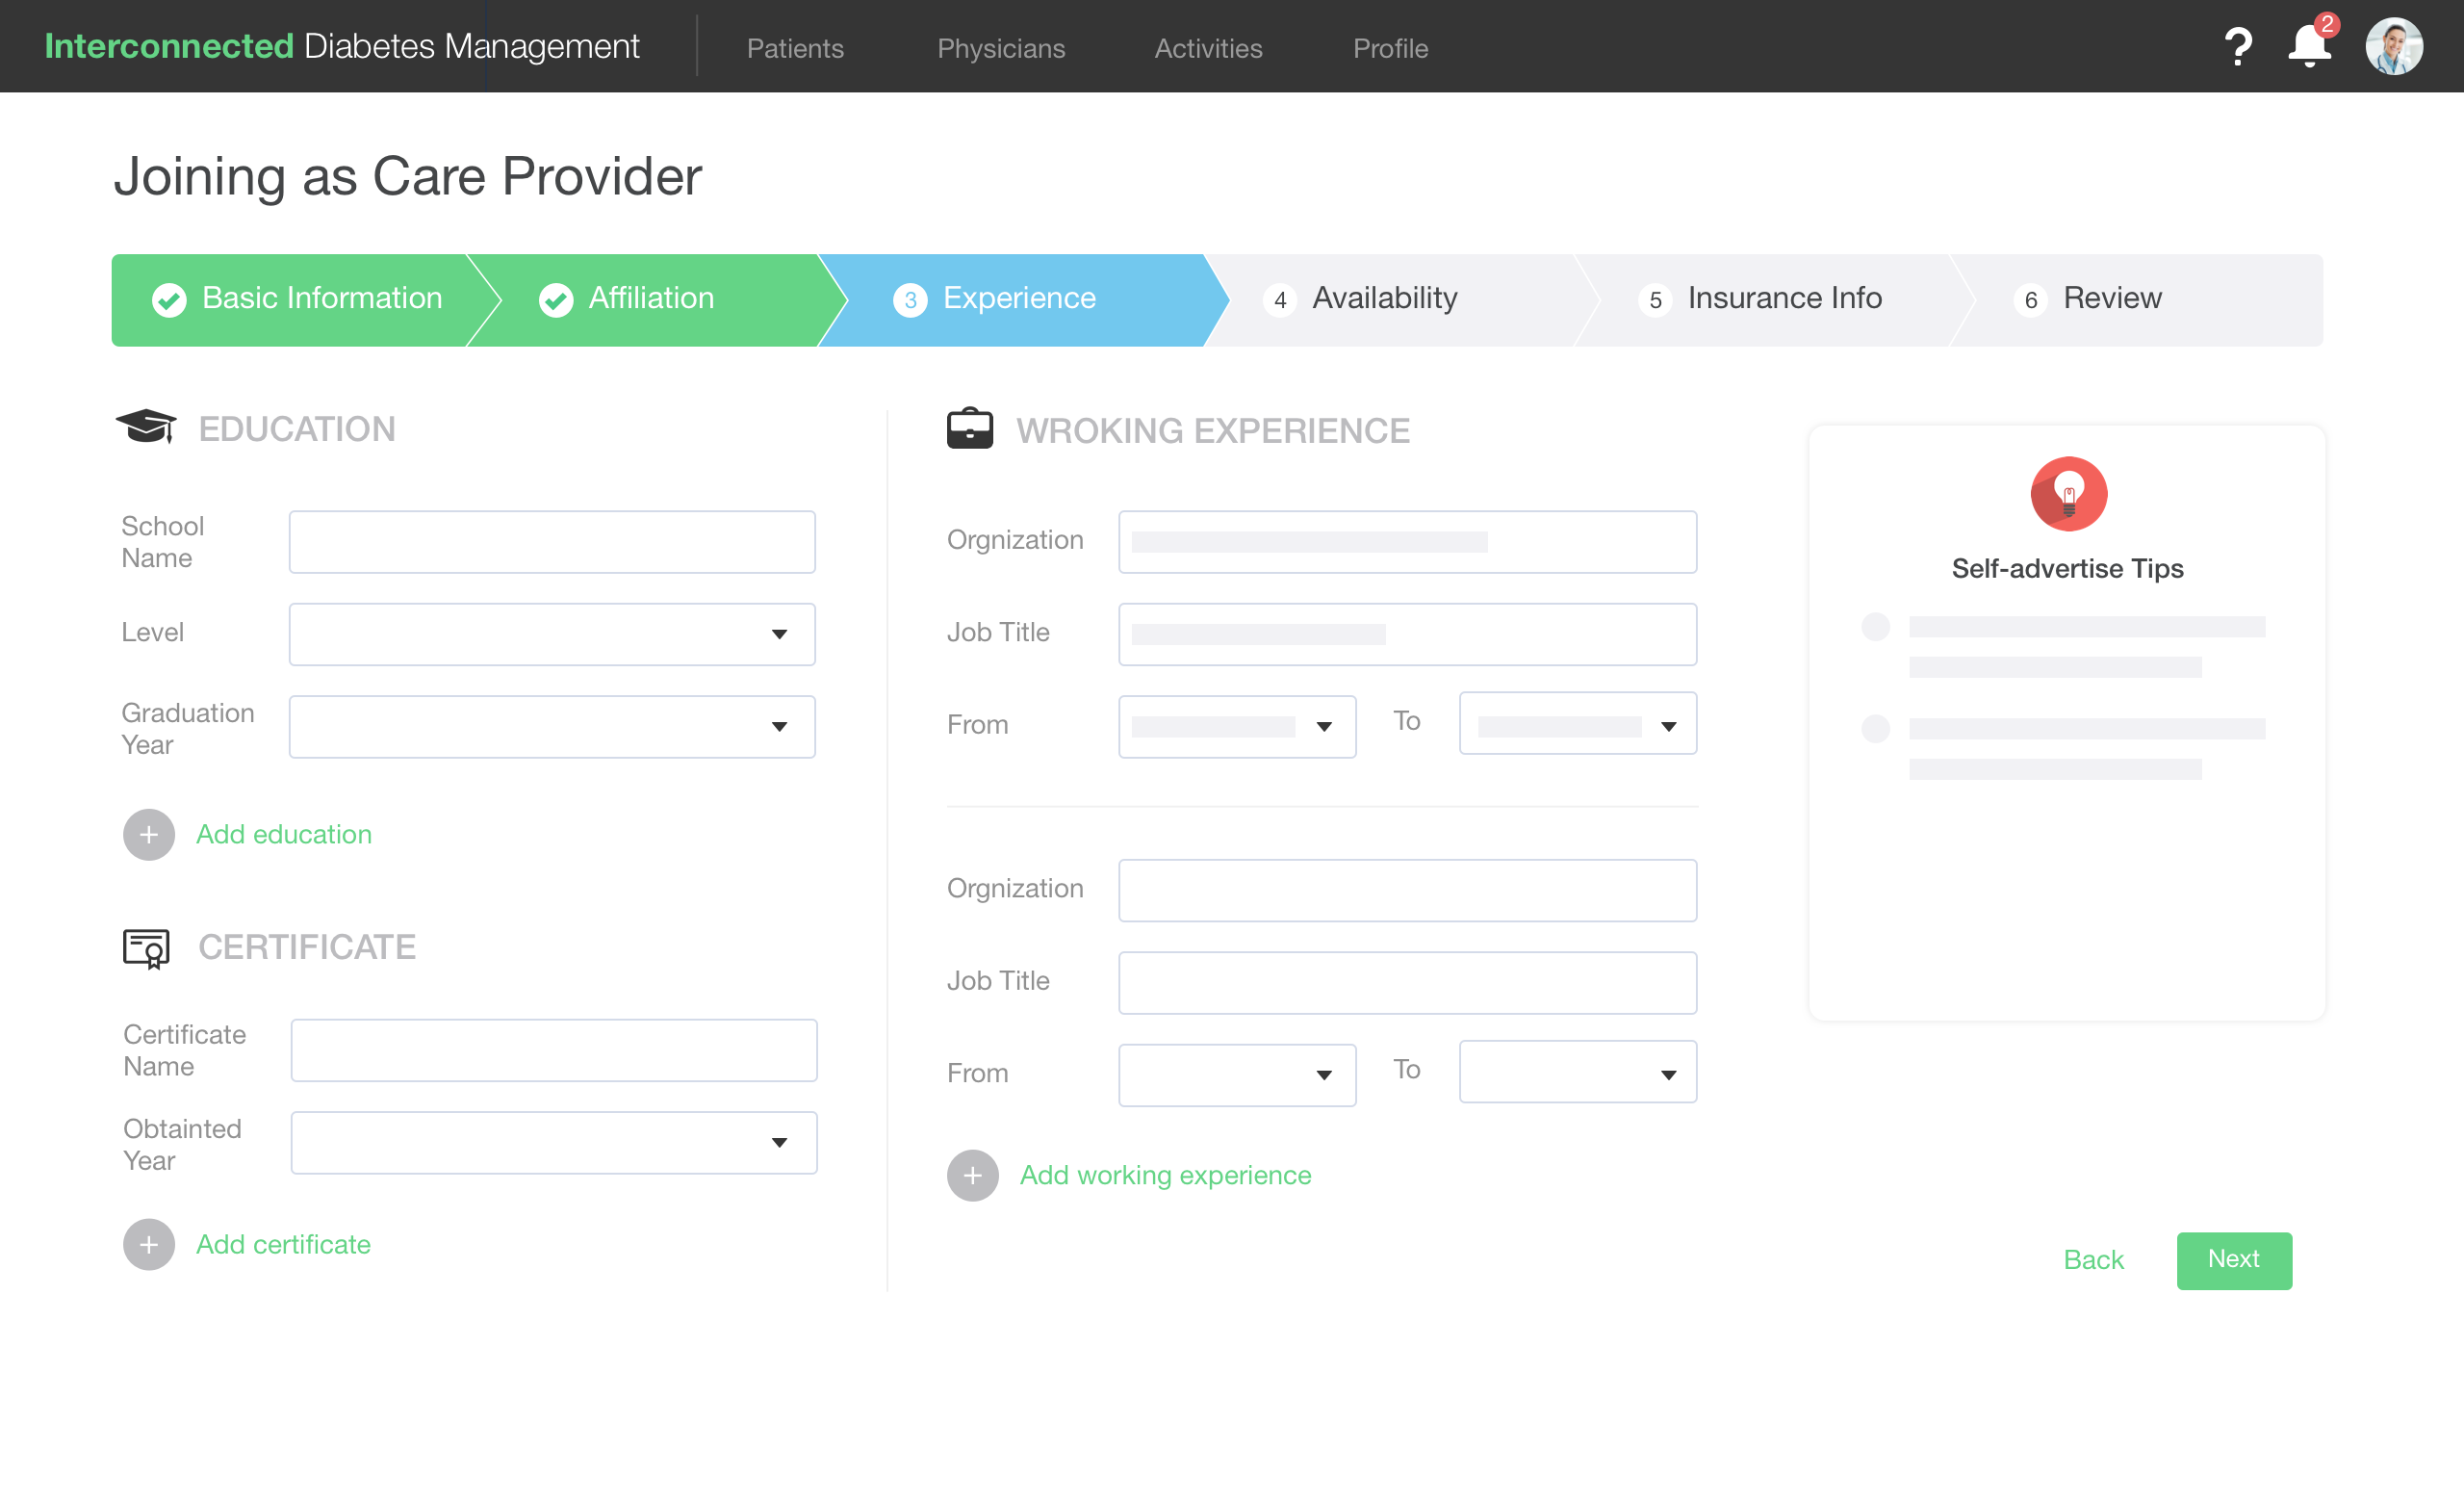 Interconnected Diabetes Management
Patients
Physicians
Activities
Profile
?
2
Joining as Care Provider
Basic Information
Affiliation
3 Experience
4 Availability
5 Insurance Info
6 Review
EDUCATION
School
Name
Level
Graduation
Year
+ Add education
CERTIFICATE
Certificate
Name
Obtainted
Year
+ Add certificate
WROKING EXPERIENCE
Orgnization
Job Title
From
To
Orgnization
Job Title
From
To
+ Add working experience
Self-advertise Tips
Back
Next